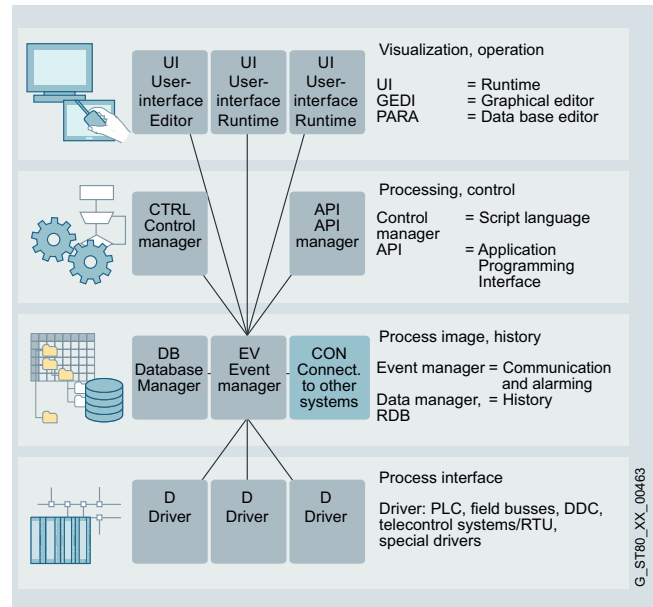 UI
User-
interface
Editor
UI
User-
interface
Runtime
UI
User-
interface
Runtime
Visualization, operation
UI = Runtime
GEDI = Graphical editor
PARA = Data base editor
CTRL
Control
manager
API
API
manager
Processing, control
Control = Script language
manager
API = Application
Programming
Interface
DB
Database
Manager
EV
Event
manager
CON
Connect.
to other
systems
Process image, history
Event manager = Communication
and alarming
Data manager, = History
RDB
D
Driver
D
Driver
D
Driver
Process interface
Driver: PLC, field busses, DDC,
telecontrol systems/RTU,
special drivers
G_ST80_XX_00463